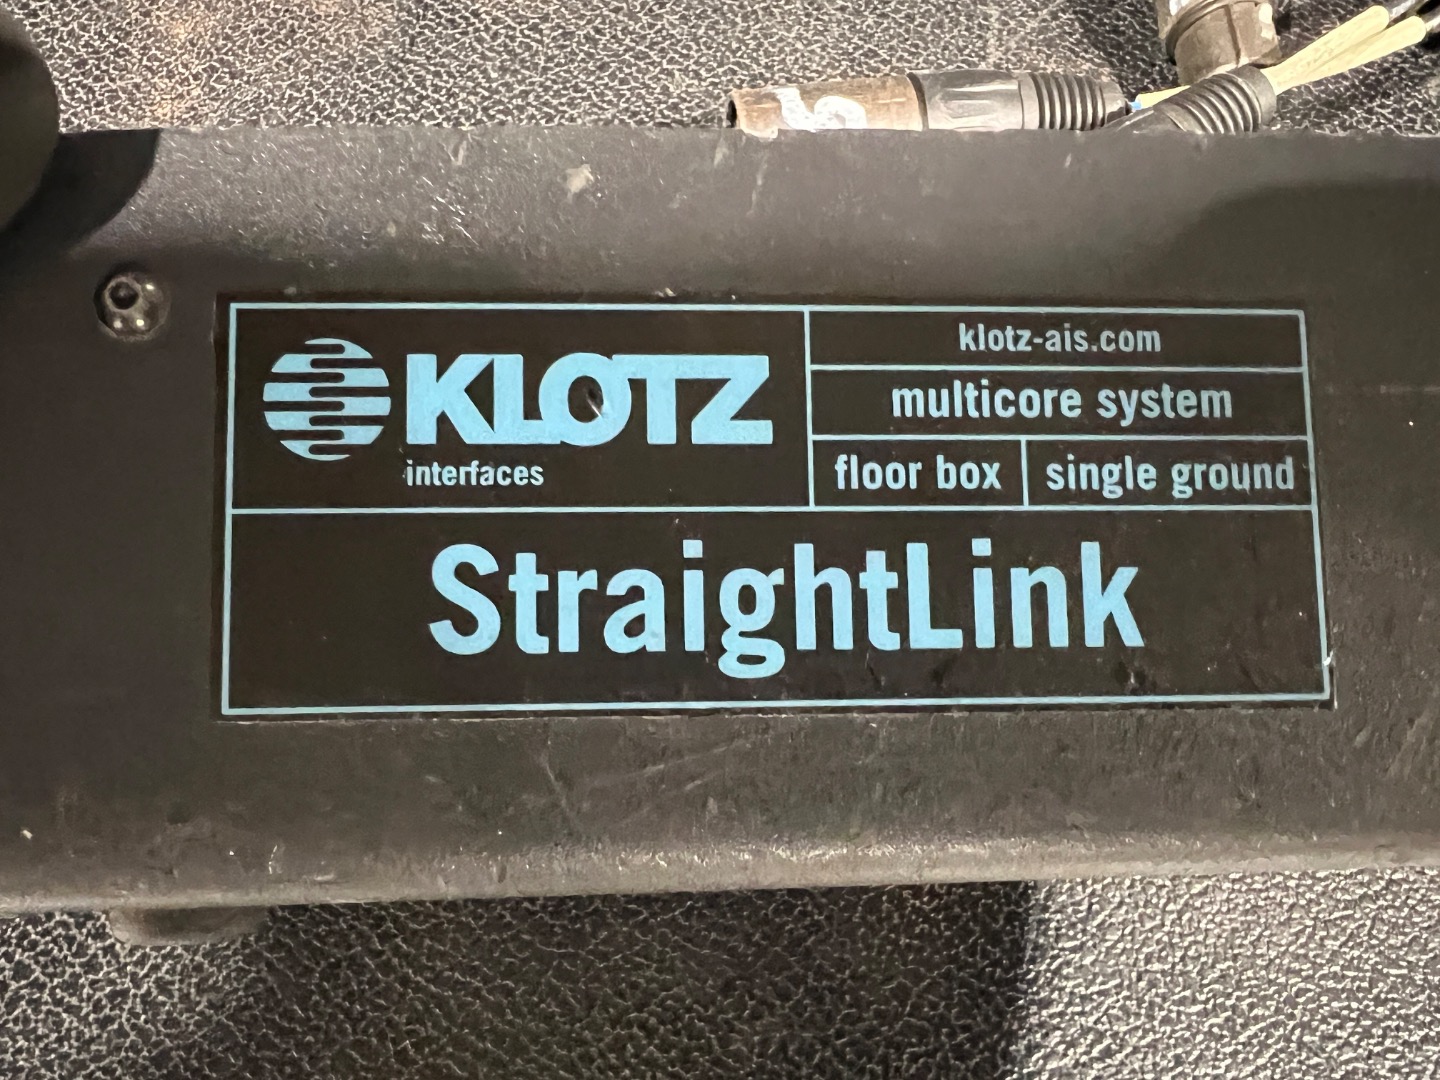 KLOTZ
interfaces
klotz-ais.com
multicore system
floor box
single ground
StraightLink